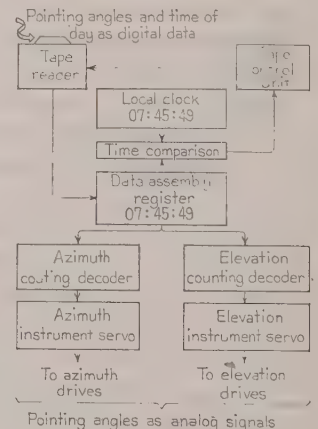 Pointing angles and time of
day as digital data
Tape
reader
Local clock
07:45:49
Time comparison
Data assembly
register
07:45:49
Azimuth
counting decoder
Elevation
counting decoder
Azimuth
instrument servo
Elevation
instrument servo
To azimuth
drives
To elevation
drives
Pointing angles as analog signals